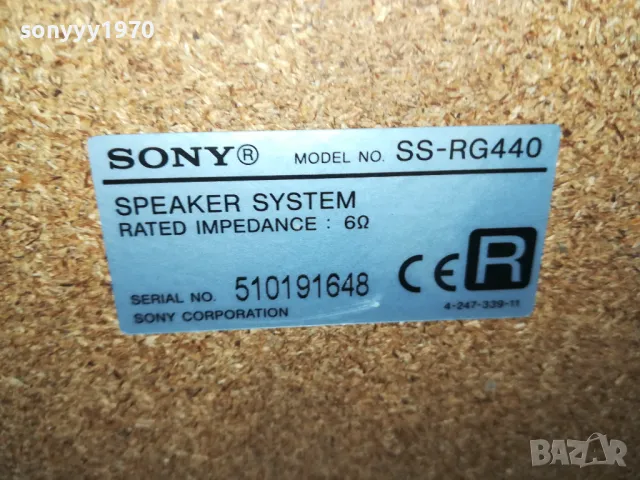 sonyyy1970
SONY® MODEL NO. SS-RG440
SPEAKER SYSTEM
RATED IMPEDANCE : 6Ω
SERIAL NO. 510191648
CE R
SONY CORPORATION 4-247-339-11
BAZAR